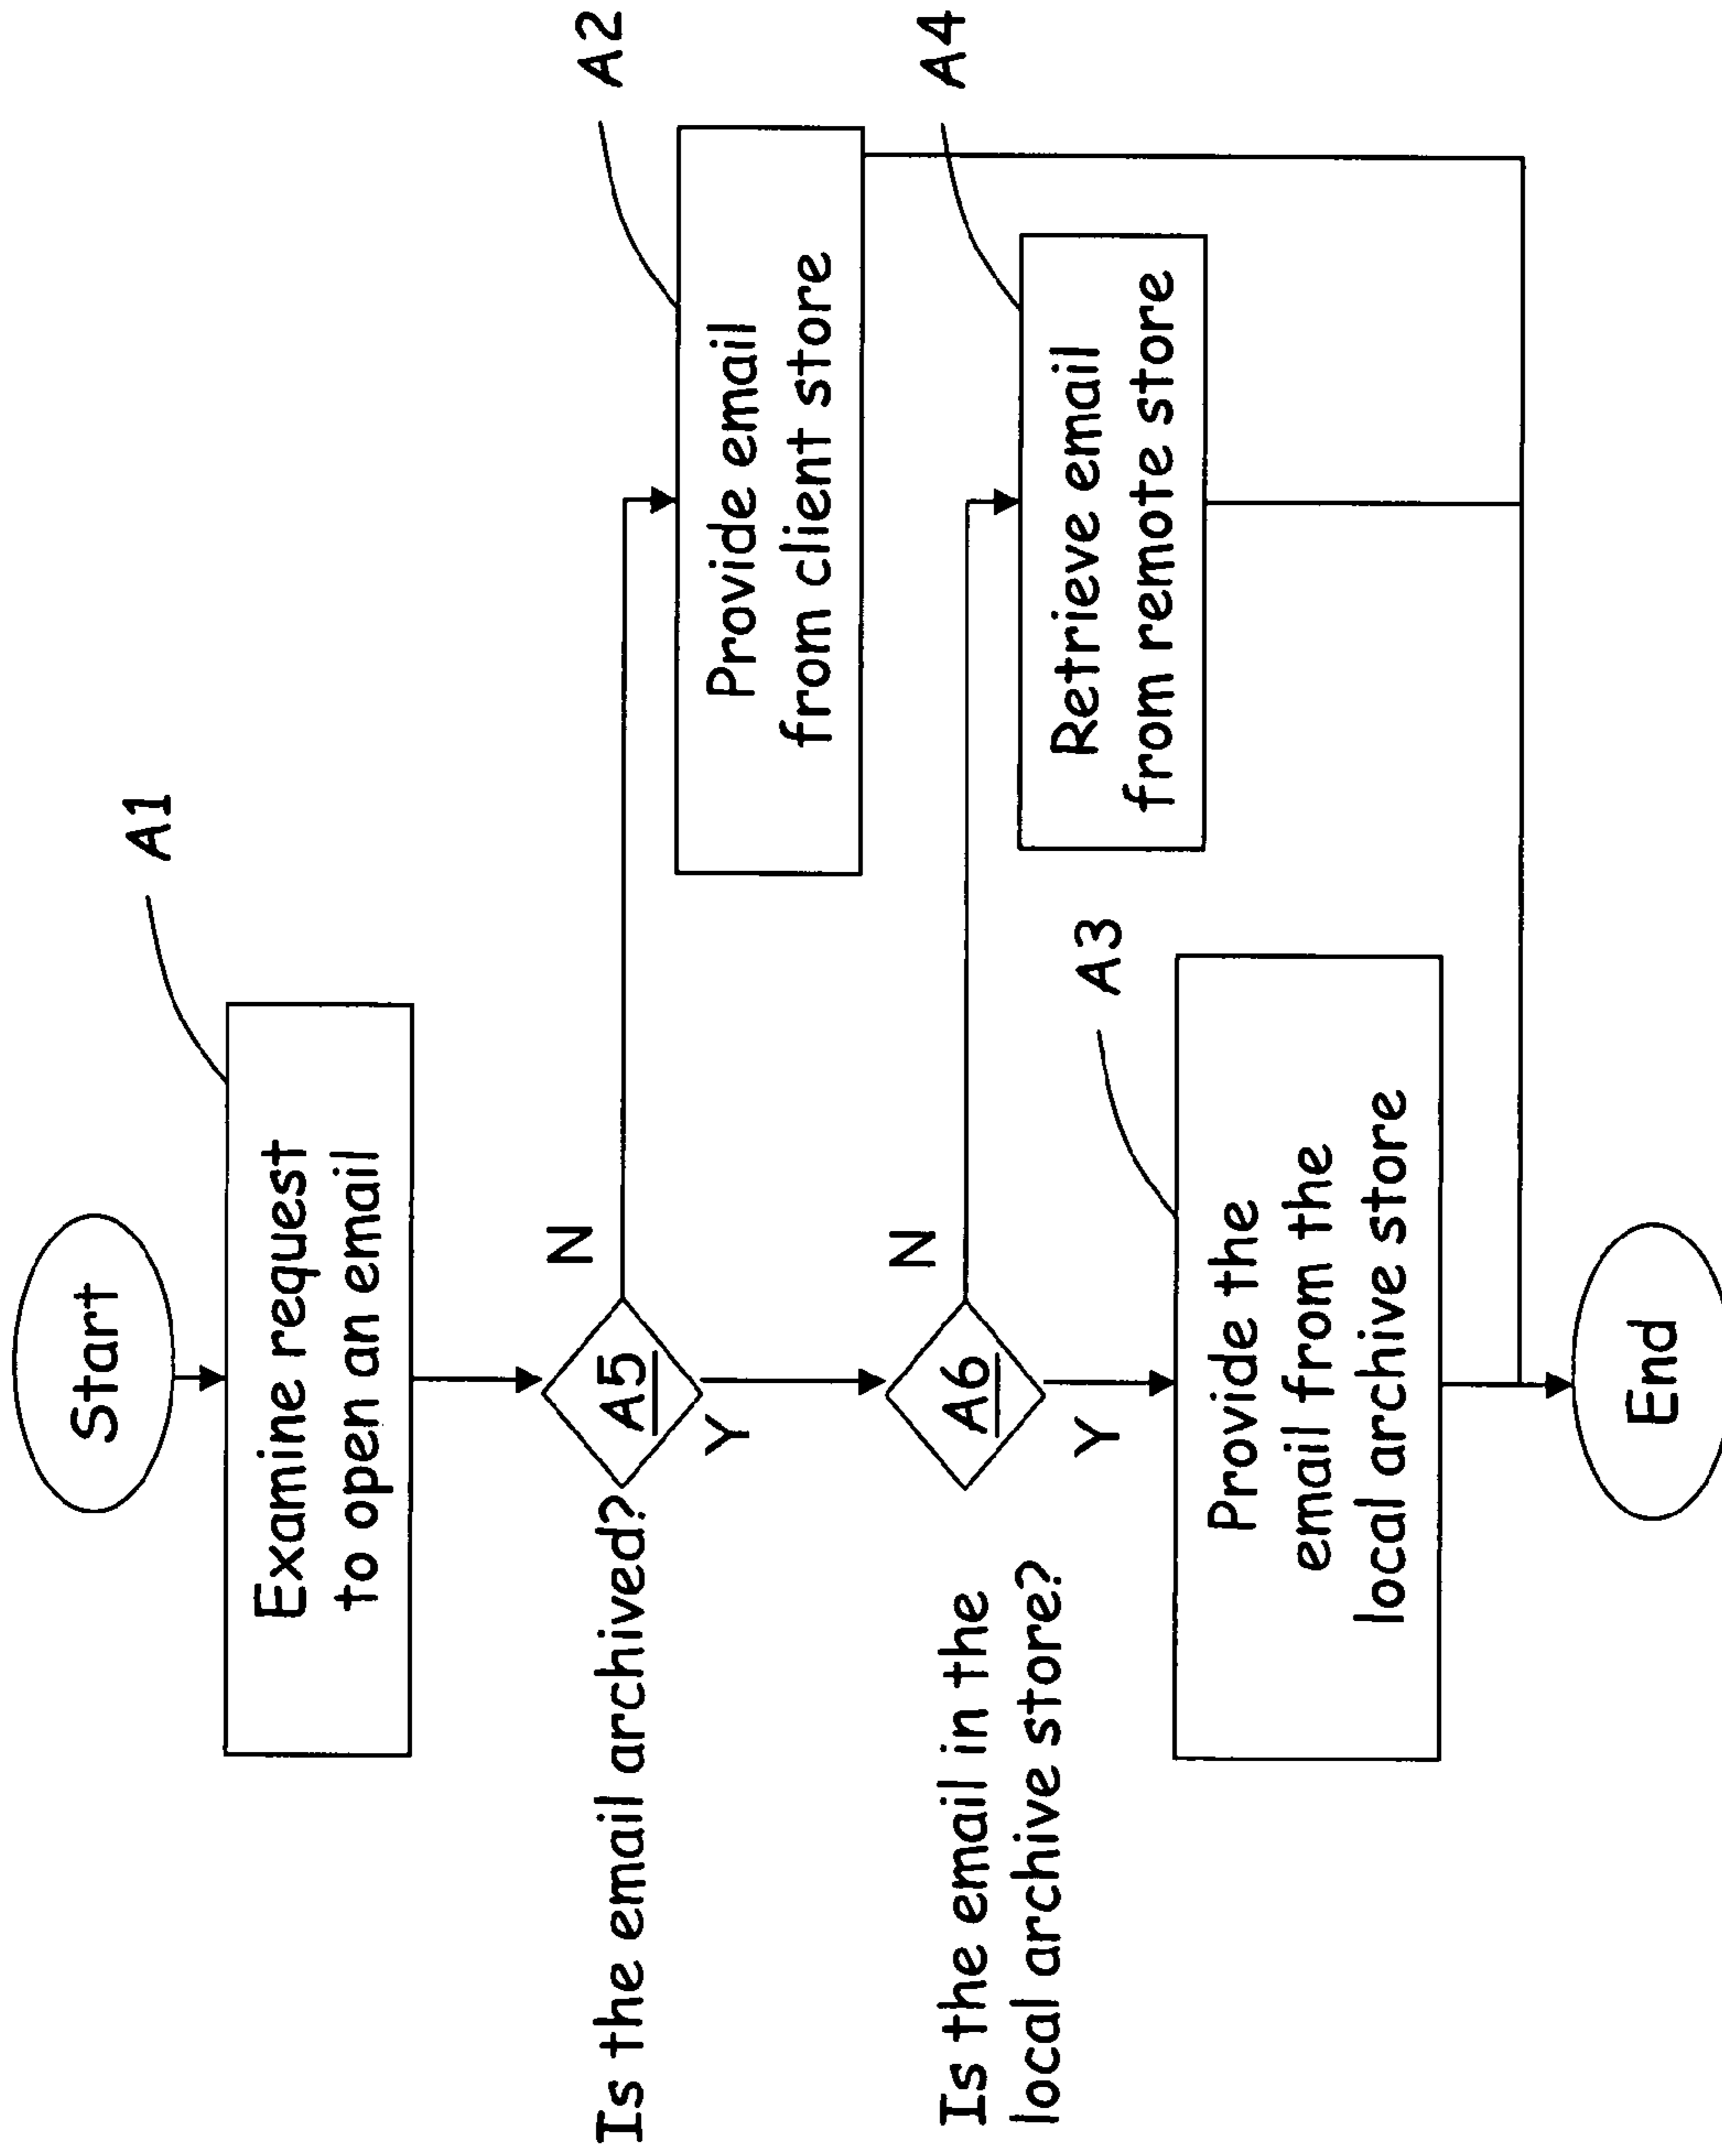 Start
A1
Examine request
to open an email
Is the email archived?
A5
N
Y
A2
Provide email
from client store
Is the email in the
local archive store?
A6
N
Y
A4
Retrieve email
from remote store
A3
Provide the
email from the
local archive store
End